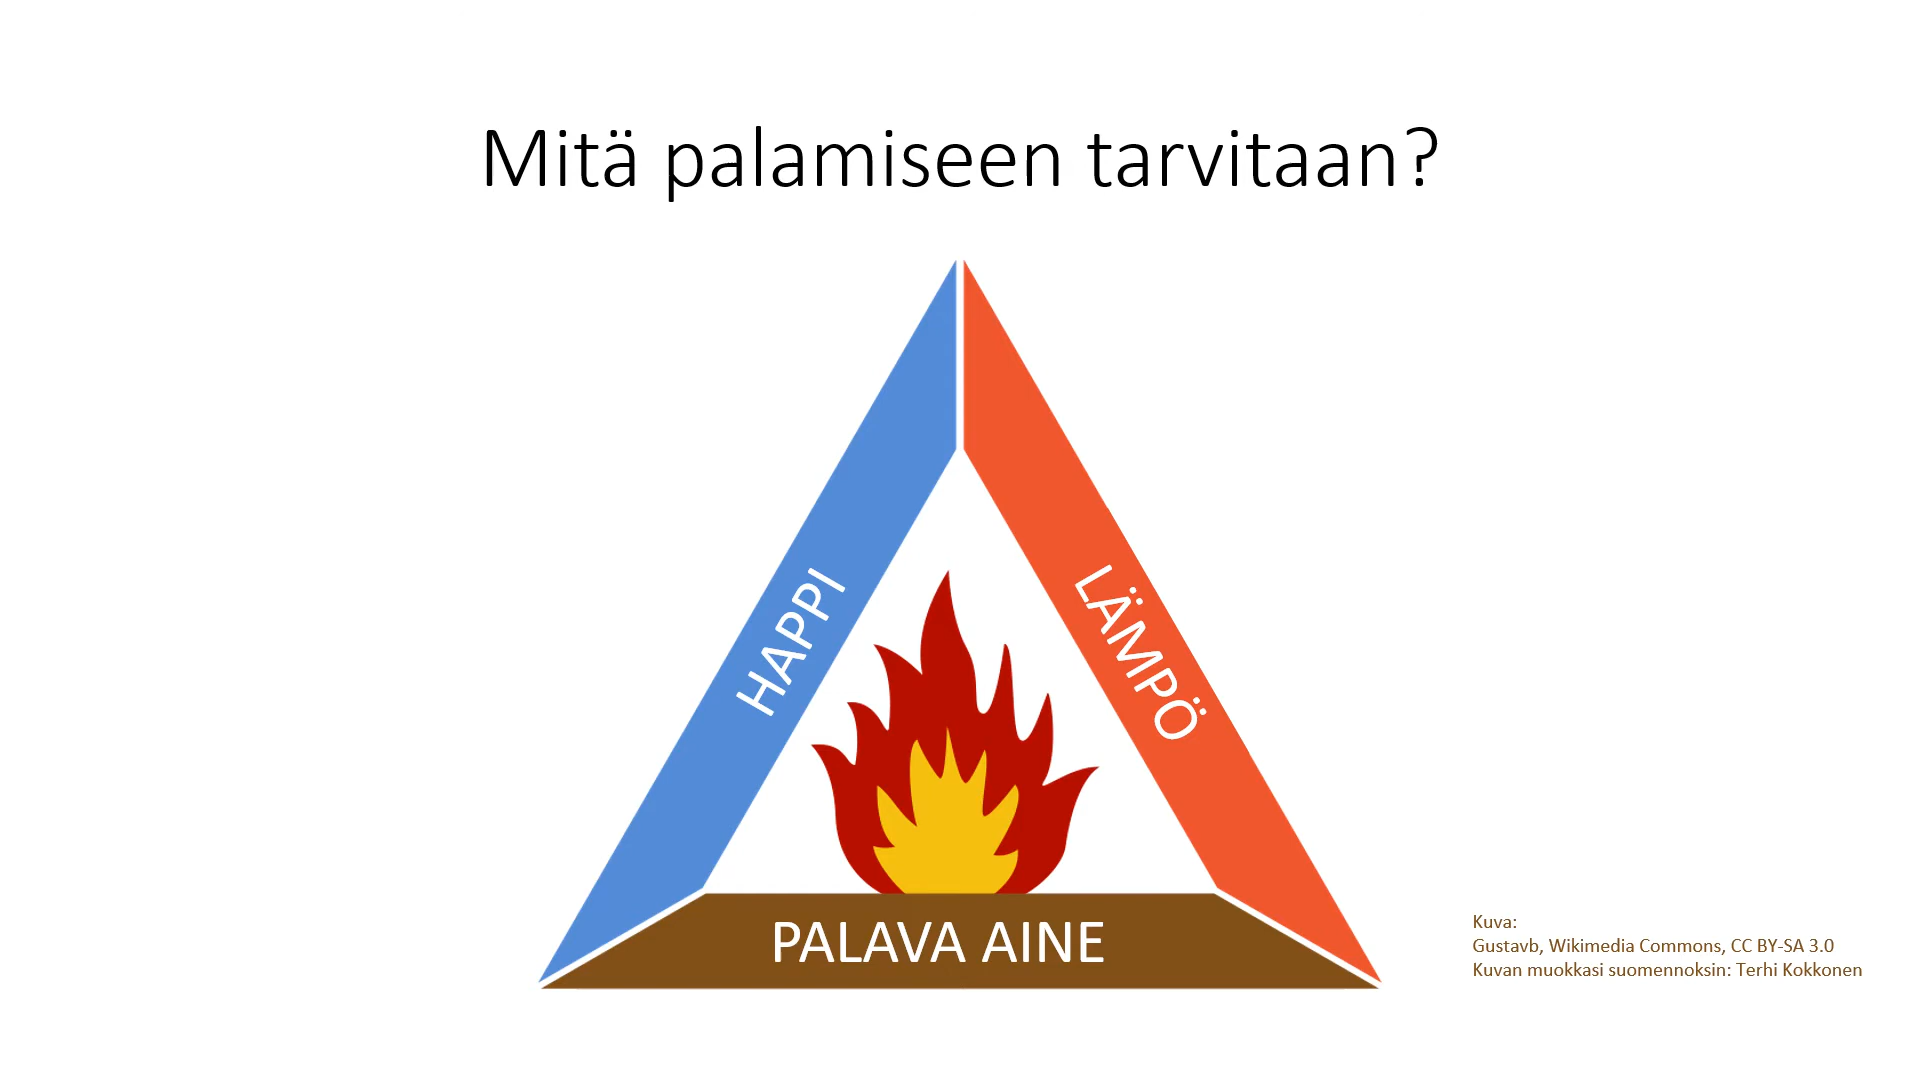 Mitä palamiseen tarvitaan?
HAPPI
LÄMPÖ
PALAVA AINE
Kuva:
Gustavb, Wikimedia Commons, CC BY-SA 3.0
Kuvan muokkasi suomennoksin: Terhi Kokkonen